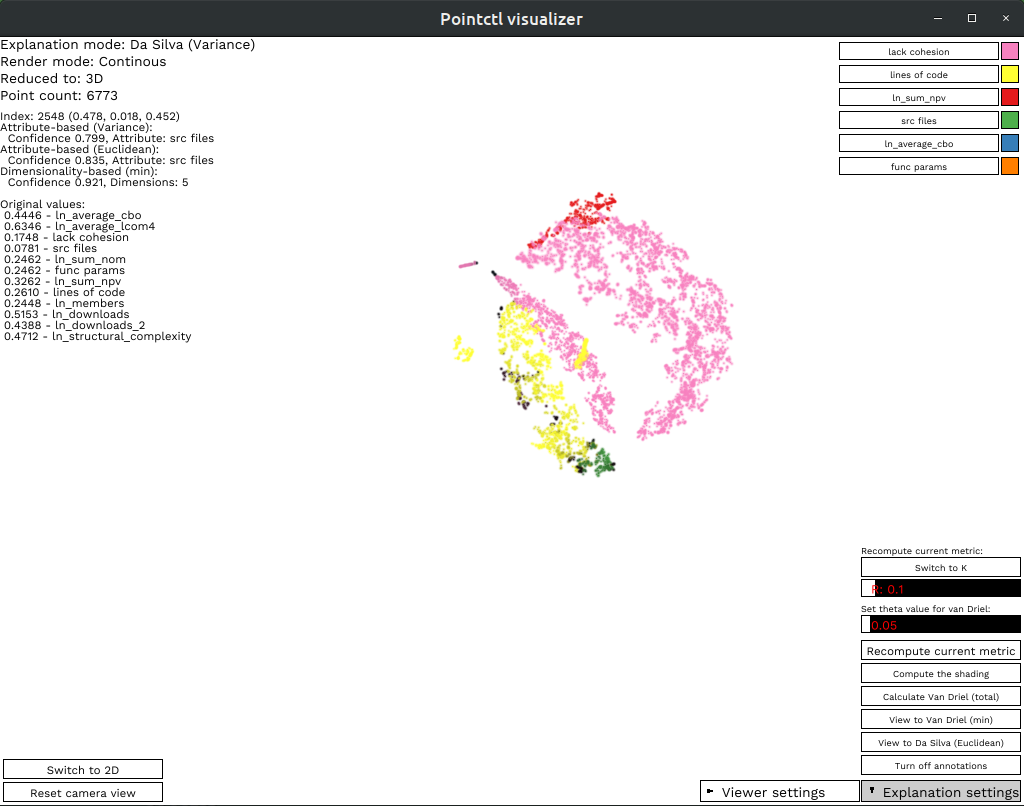 Pointctl visualizer
Explanation mode: Da Silva (Variance)
Render mode: Continous
Reduced to: 3D
Point count: 6773
Index: 2548 (0.478, 0.018, 0.452)
Attribute-based (Variance):
Confidence 0.799, Attribute: src files
Attribute-based (Euclidean):
Confidence 0.835, Attribute: src files
Dimensionality-based (min):
Confidence 0.921, Dimensions: 5
Original values:
0.4446 - ln_average_cbo
0.6346 - ln_average_lcom4
0.1748 - lack cohesion
0.0781 - src files
0.2462 - ln_sum_nom
0.2462 - func params
0.3262 - ln_sum_npv
0.2610 - lines of code
0.2448 - ln_members
0.5153 - ln_downloads
0.4388 - ln_downloads_2
0.4712 - ln_structural_complexity
lack cohesion
lines of code
ln_sum_npv
src files
ln_average_cbo
func params
Recompute current metric:
Switch to K
R: 0.1
Set theta value for van Driel:
0.05
Recompute current metric
Compute the shading
Calculate Van Driel (total)
View to Van Driel (min)
View to Da Silva (Euclidean)
Turn off annotations
Switch to 2D
Reset camera view
Viewer settings
Explanation settings